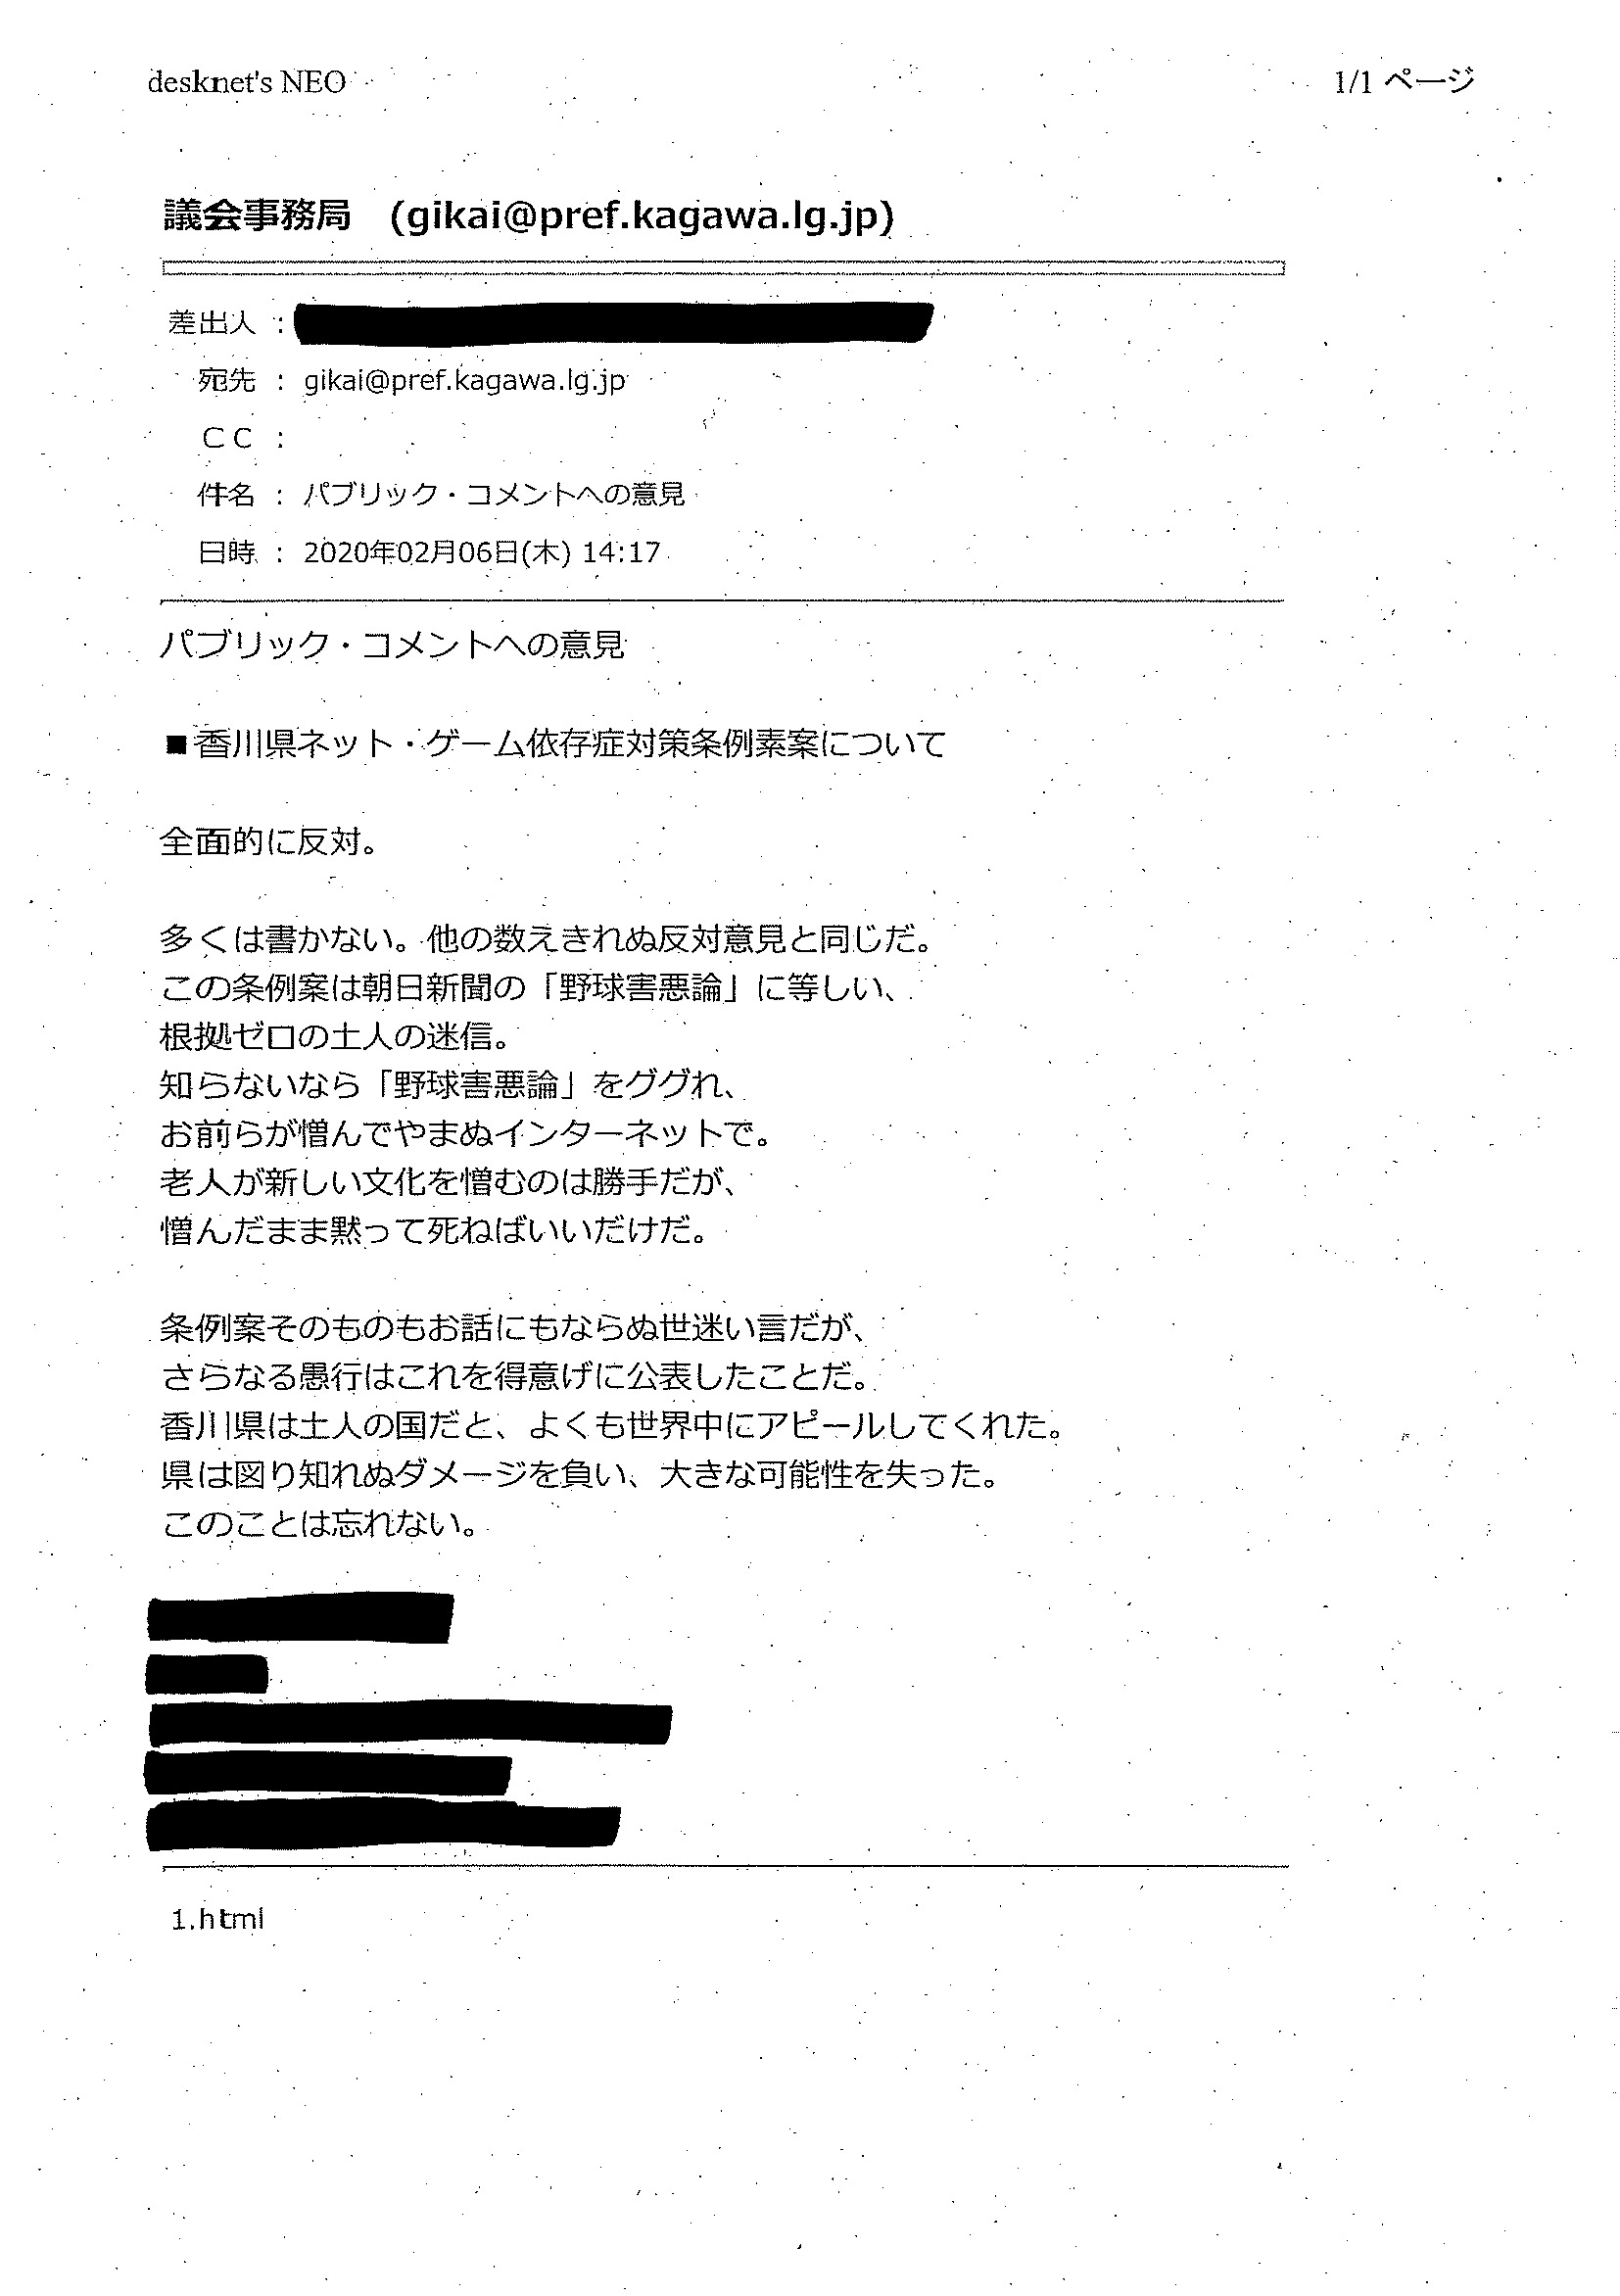 desknet's NEO
1/1 ページ
議会事務局 (gikai@pref.kagawa.lg.jp)
差出人 :
宛先 : gikai@pref.kagawa.lg.jp
ＣＣ :
件名 : パブリック・コメントへの意見
日時 : 2020年02月06日(木) 14:17
パブリック・コメントへの意見
■香川県ネット・ゲーム依存症対策条例素案について
全面的に反対。
多くは書かない。他の数えきれぬ反対意見と同じだ。
この条例案は朝日新聞の「野球害悪論」に等しい、
根拠ゼロの土人の迷信。
知らないなら「野球害悪論」をググれ、
お前らが憎んでやまぬインターネットで。
老人が新しい文化を憎むのは勝手だが、
憎んだまま黙って死ねばいいだけだ。
条例案そのものもお話にもならぬ世迷い言だが、
さらなる愚行はこれを得意げに公表したことだ。
香川県は土人の国だと、よくも世界中にアピールしてくれた。
県は図り知れぬダメージを負い、大きな可能性を失った。
このことは忘れない。
1.html